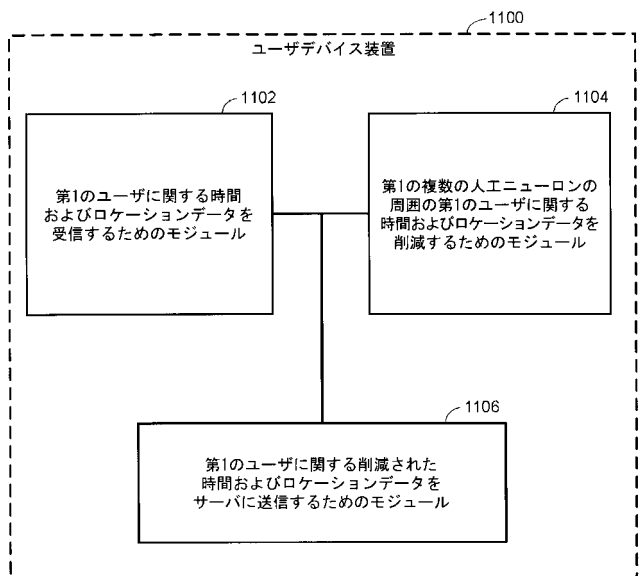 1100
ユーザデバイス装置
1102
第1のユーザに関する時間
およびロケーションデータを
受信するためのモジュール
1104
第1の複数の人工ニューロンの
周囲の第1のユーザに関する
時間およびロケーションデータを
削減するためのモジュール
1106
第1のユーザに関する削減された
時間およびロケーションデータを
サーバに送信するためのモジュール